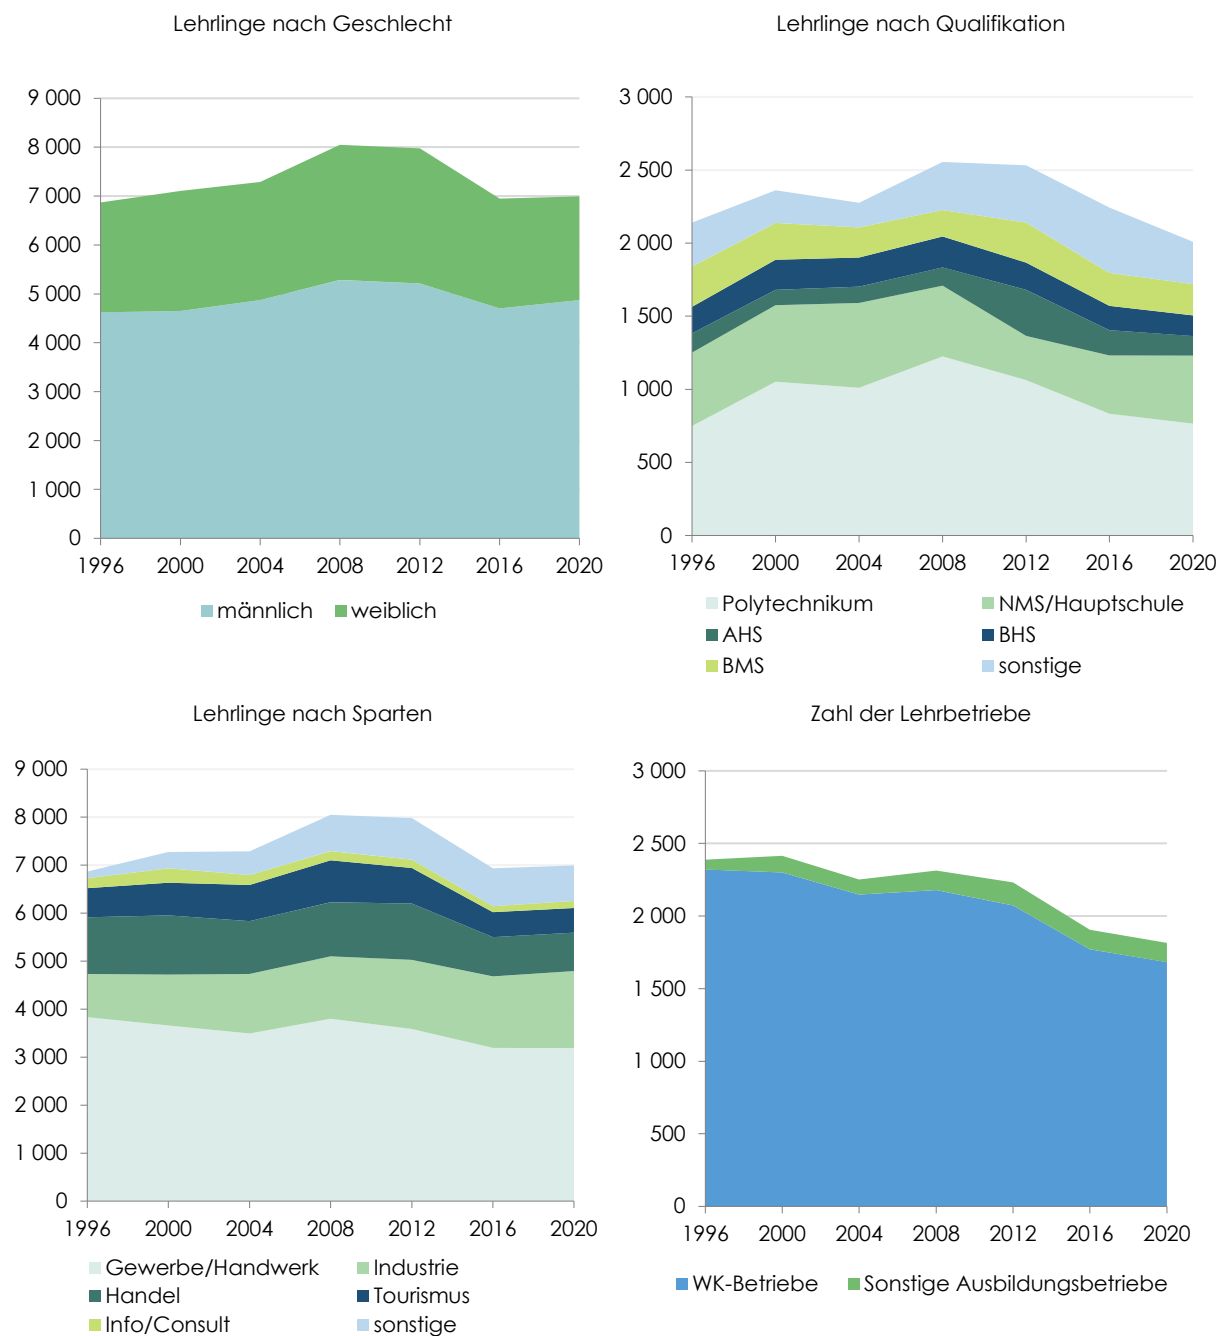 Lehrlinge nach Geschlecht
9 000
8 000
7 000
6 000
5 000
4 000
3 000
2 000
1 000
0
1996 2000 2004 2008 2012 2016 2020
männlich weiblich
Lehrlinge nach Qualifikation
3 000
2 500
2 000
1 500
1 000
500
0
1996 2000 2004 2008 2012 2016 2020
Polytechnikum NMS/Hauptschule
AHS BHS
BMS sonstige
Lehrlinge nach Sparten
9 000
8 000
7 000
6 000
5 000
4 000
3 000
2 000
1 000
0
1996 2000 2004 2008 2012 2016 2020
Gewerbe/Handwerk Industrie
Handel Tourismus
Info/Consult sonstige
Zahl der Lehrbetriebe
3 000
2 500
2 000
1 500
1 000
500
0
1996 2000 2004 2008 2012 2016 2020
WK-Betriebe Sonstige Ausbildungsbetriebe